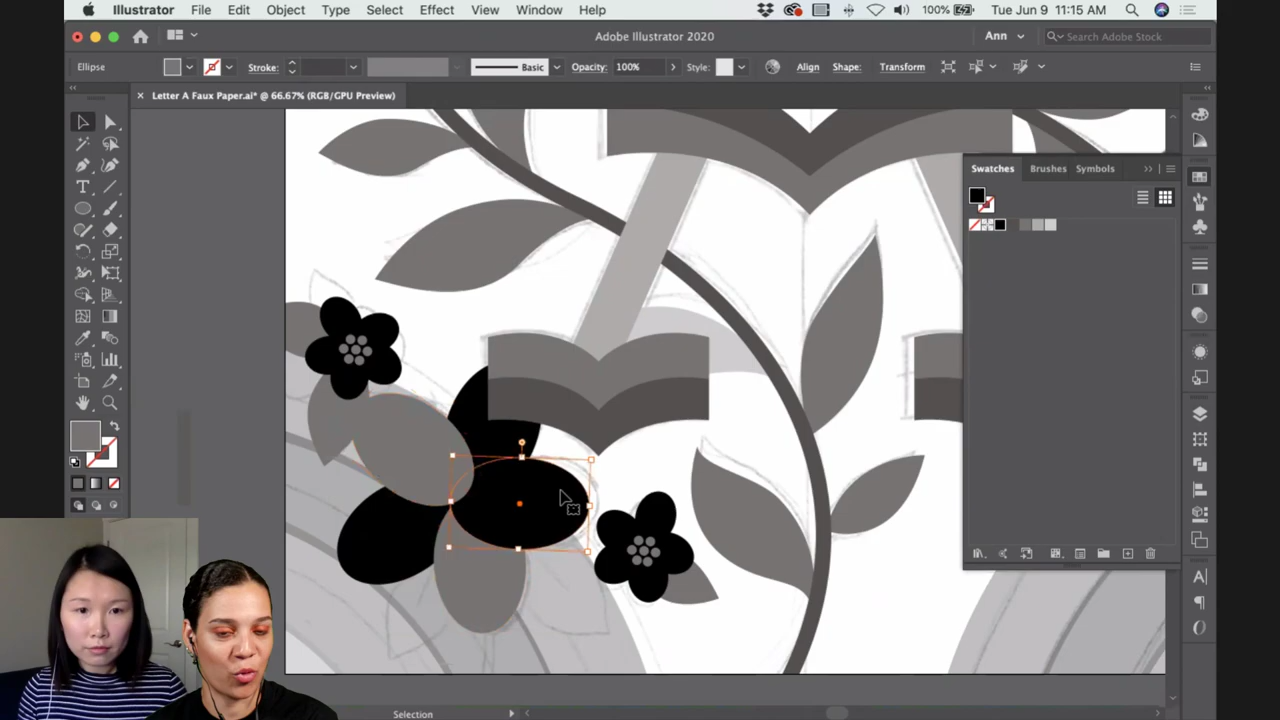 Illustrator File Edit Object Type Select Effect View Window Help 100% Tue Jun 9 11:15 AM
Adobe Illustrator 2020 Ann Search Adobe Stock
Ellipse Stroke: Basic Opacity: 100% Style: Align Shape: Transform
× Letter A Faux Paper.ai* @ 66.67% (RGB/GPU Preview)
Swatches Brushes Symbols
Selection